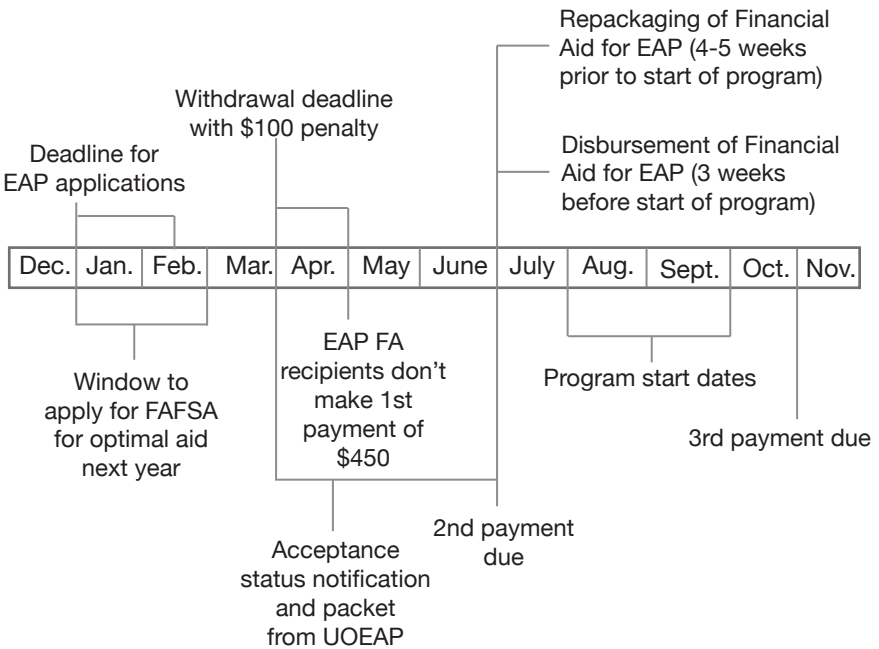 Repackaging of Financial
Aid for EAP (4-5 weeks
prior to start of program)
Withdrawal deadline
with $100 penalty
Deadline for
EAP applications
Disbursement of Financial
Aid for EAP (3 weeks
before start of program)
Dec. Jan. Feb. Mar. Apr. May June July Aug. Sept. Oct. Nov.
EAP FA
recipients don't
make 1st
payment of
$450
Window to
apply for FAFSA
for optimal aid
next year
Program start dates
3rd payment due
2nd payment
due
Acceptance
status notification
and packet
from UOEAP